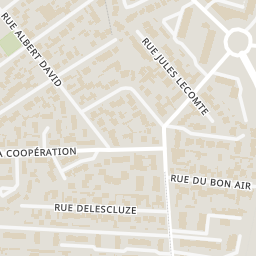 RUE ALBERT DAVID
RUE JULES LECOMTE
A COOPÉRATION
RUE DU BON AIR
RUE DELESCLUZE